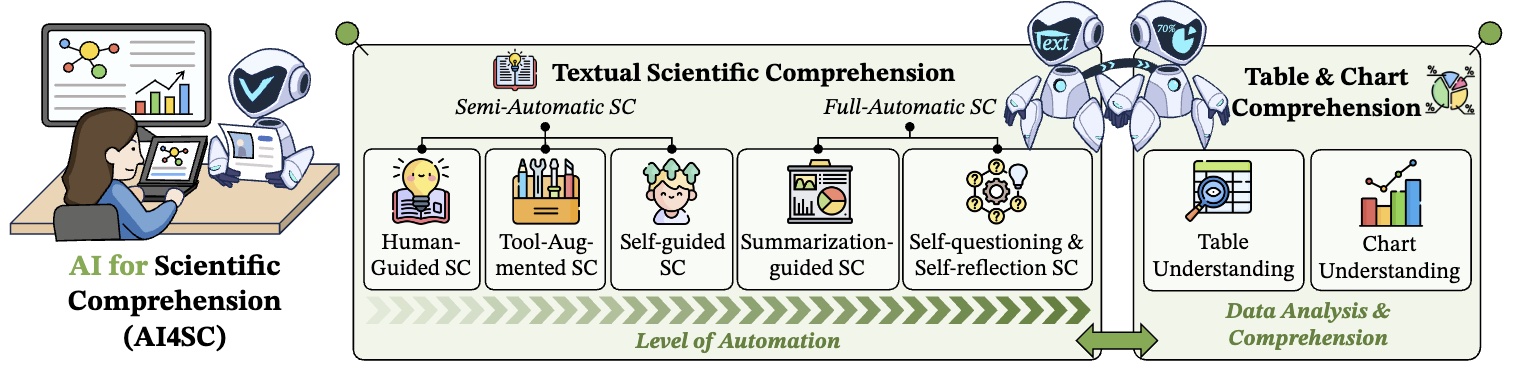 AI for Scientific
Comprehension
(AI4SC)
Textual Scientific Comprehension
Semi-Automatic SC
Full-Automatic SC
Human-
Guided SC
Tool-Aug-
mented SC
Self-guided
SC
Summarization-
guided SC
Self-questioning &
Self-reflection SC
Level of Automation
Text
70%
Table & Chart
Comprehension
% %
% %
Table
Understanding
Chart
Understanding
Data Analysis &
Comprehension